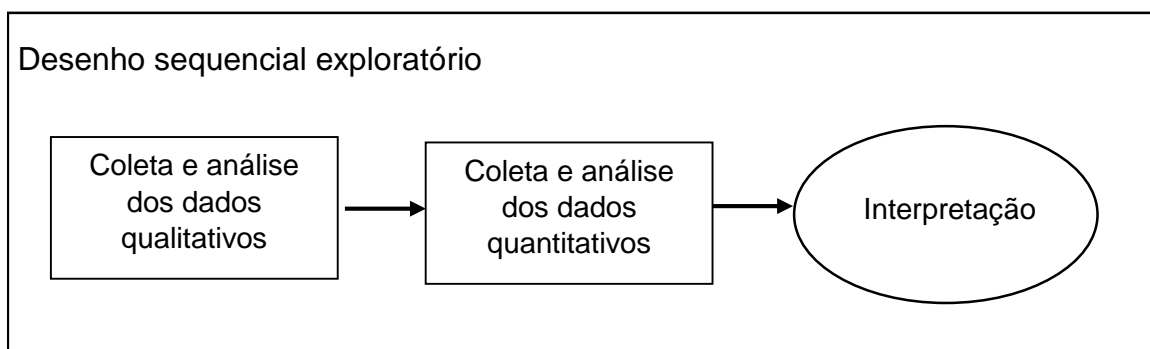 Desenho sequencial exploratório
Coleta e análise
dos dados
qualitativos
Coleta e análise
dos dados
quantitativos
Interpretação